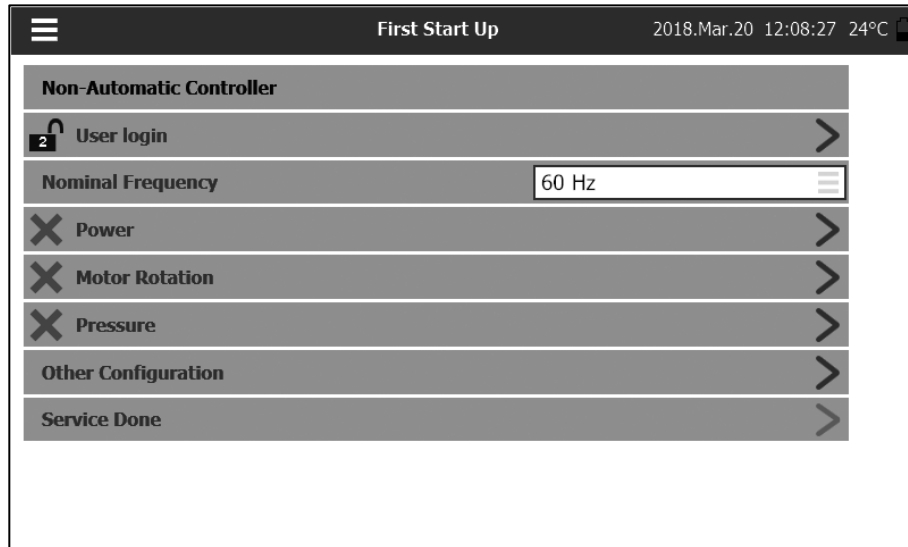 First Start Up 2018.Mar.20 12:08:27 24°C
Non-Automatic Controller
2 User login
Nominal Frequency 60 Hz
Power
Motor Rotation
Pressure
Other Configuration
Service Done